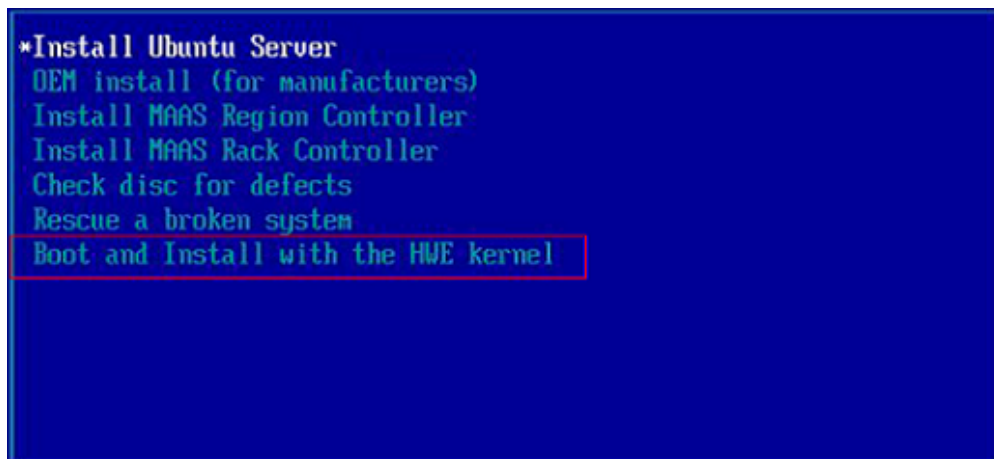 *Install Ubuntu Server
OEM install (for manufacturers)
Install MAAS Region Controller
Install MAAS Rack Controller
Check disc for defects
Rescue a broken system
Boot and Install with the HWE kernel